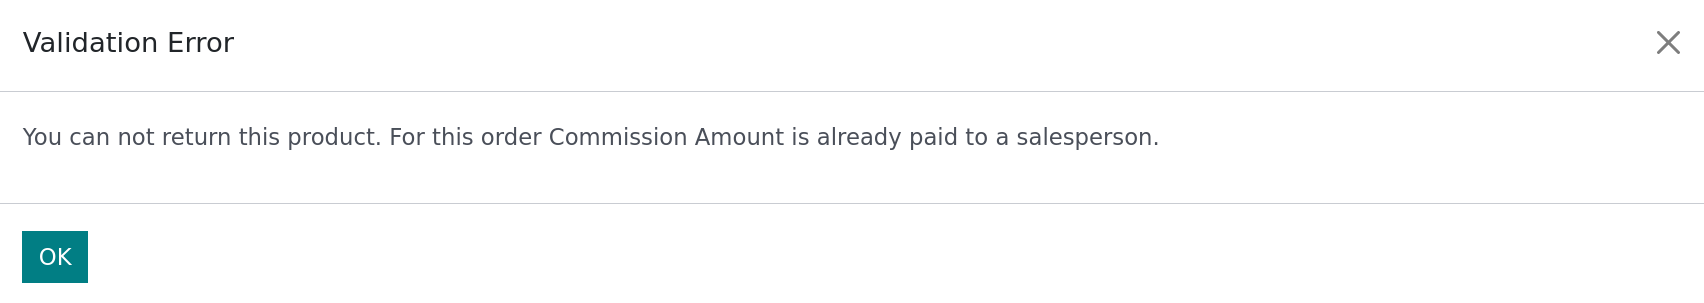 Validation Error
You can not return this product. For this order Commission Amount is already paid to a salesperson.
OK